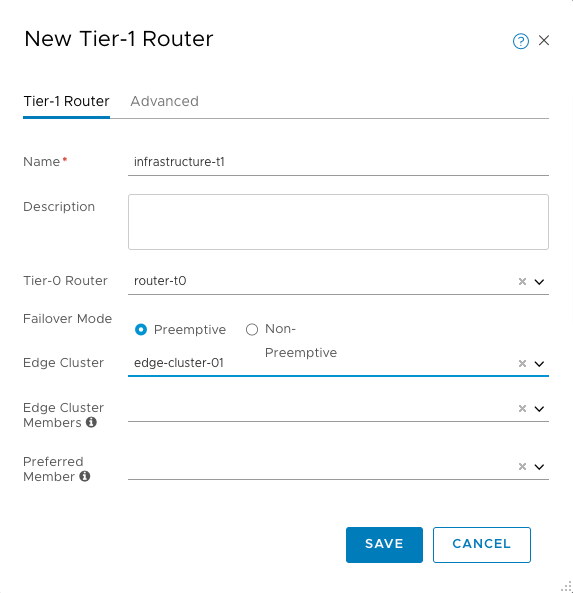 New Tier-1 Router
Tier-1 Router Advanced
Name* infrastructure-t1
Description
Tier-0 Router router-t0
Failover Mode
Preemptive Non-
Preemptive
Edge Cluster edge-cluster-01
Edge Cluster
Members
Preferred
Member
SAVE CANCEL